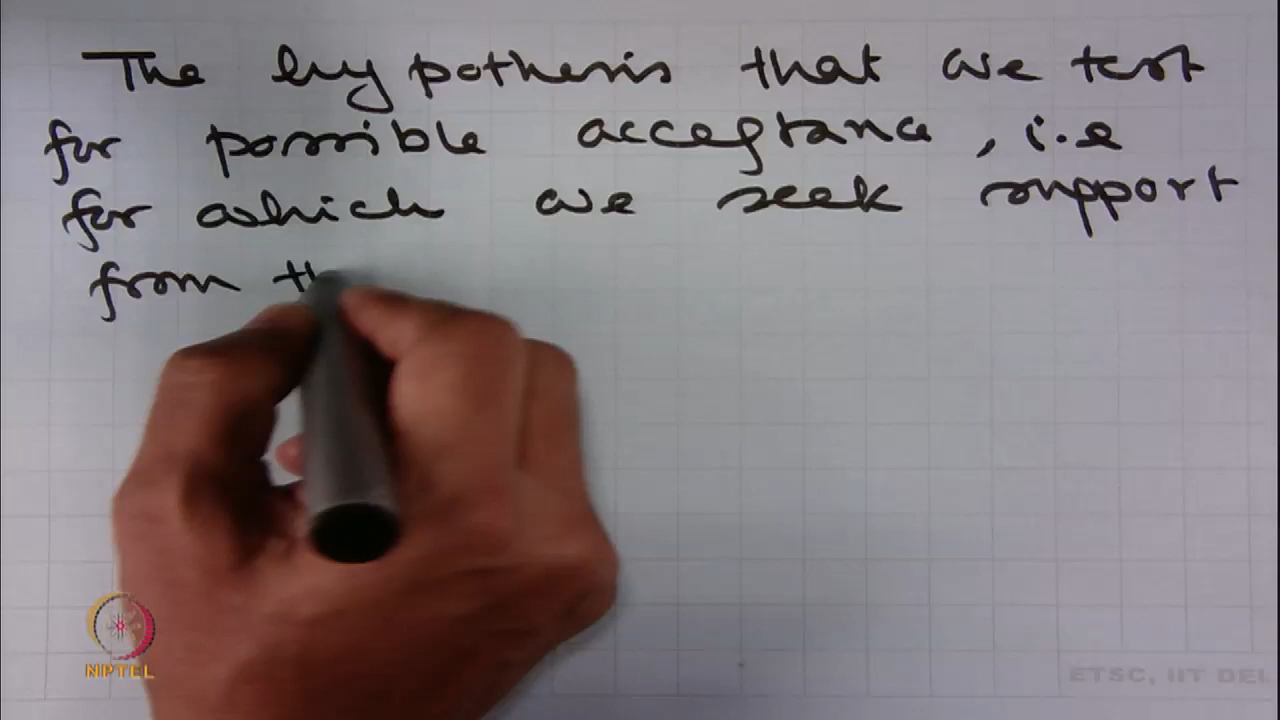 The hypothesis that we test
for possible acceptance, i.e
for which we seek support
from th
NPTEL
ETSC, IIT DEL